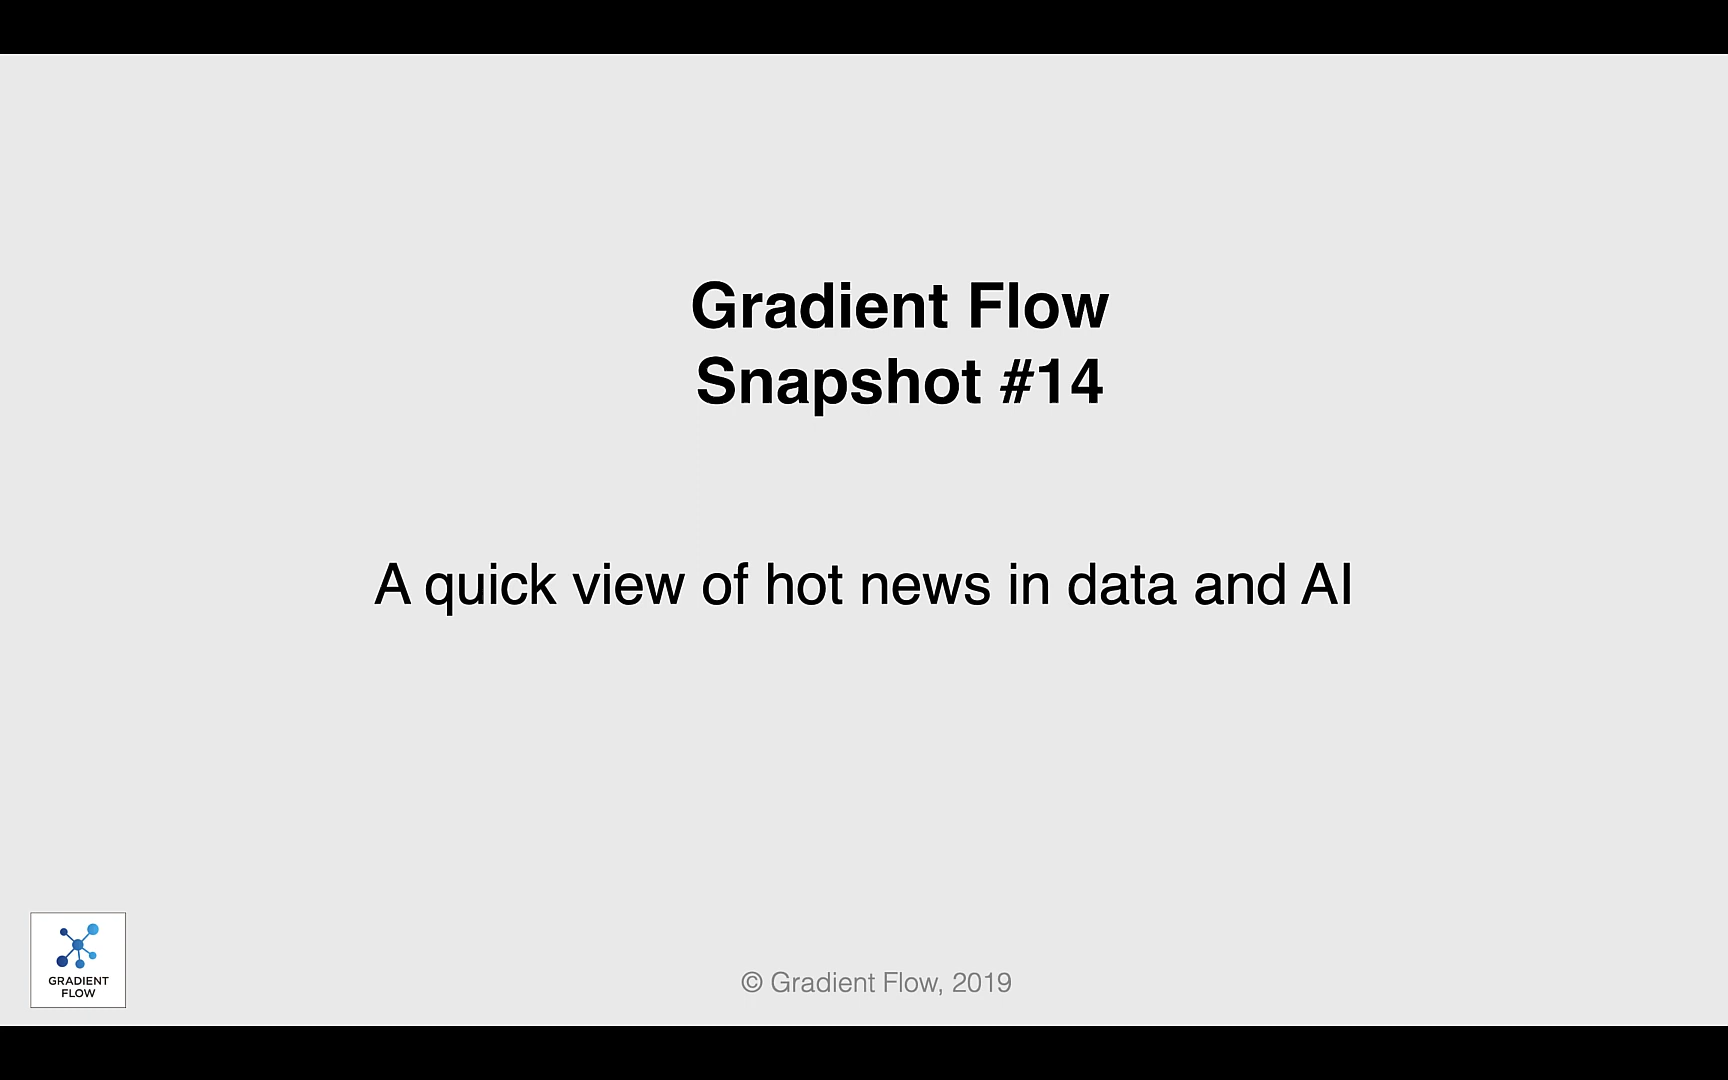 Gradient Flow
Snapshot #14
A quick view of hot news in data and AI
GRADIENT
FLOW
© Gradient Flow, 2019